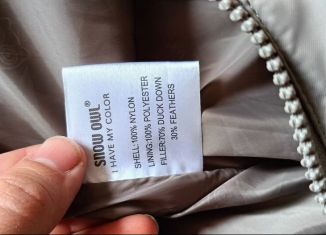 SNOW OWL®
I HAVE MY COLOR
SHELL:100% NYLON
LINING:100% POLYESTER
FILLER:70% DUCK DOWN
30% FEATHERS